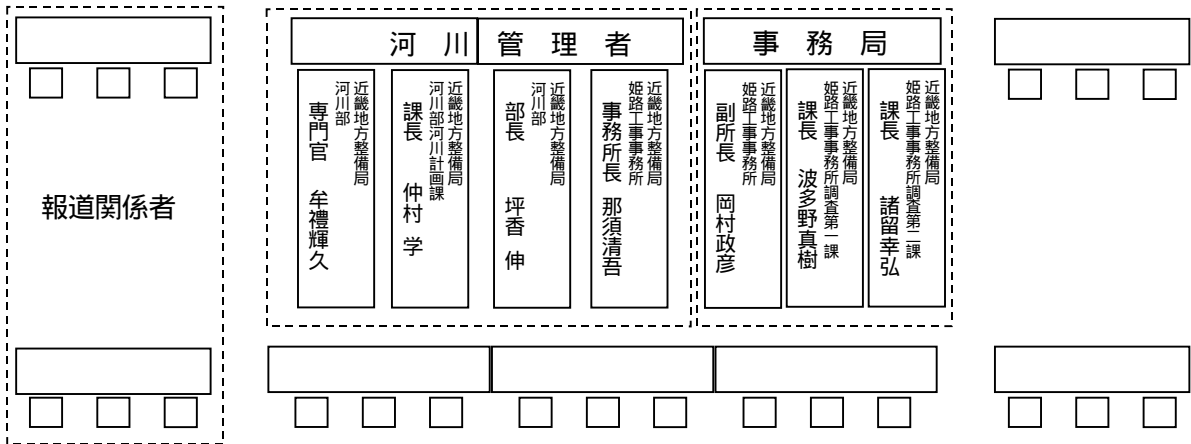 報道関係者
河川管理者
近畿地方整備局
河川部
専門官 牟禮輝久
近畿地方整備局
河川部河川計画課
課長 仲村 学
近畿地方整備局
河川部
部長 坪香 伸
近畿地方整備局
姫路工事事務所
事務所長 那須清吾
事務局
近畿地方整備局
姫路工事事務所
副所長 岡村政彦
近畿地方整備局
姫路工事事務所調査第一課
課長 波多野真樹
近畿地方整備局
姫路工事事務所調査第二課
課長 諸留幸弘